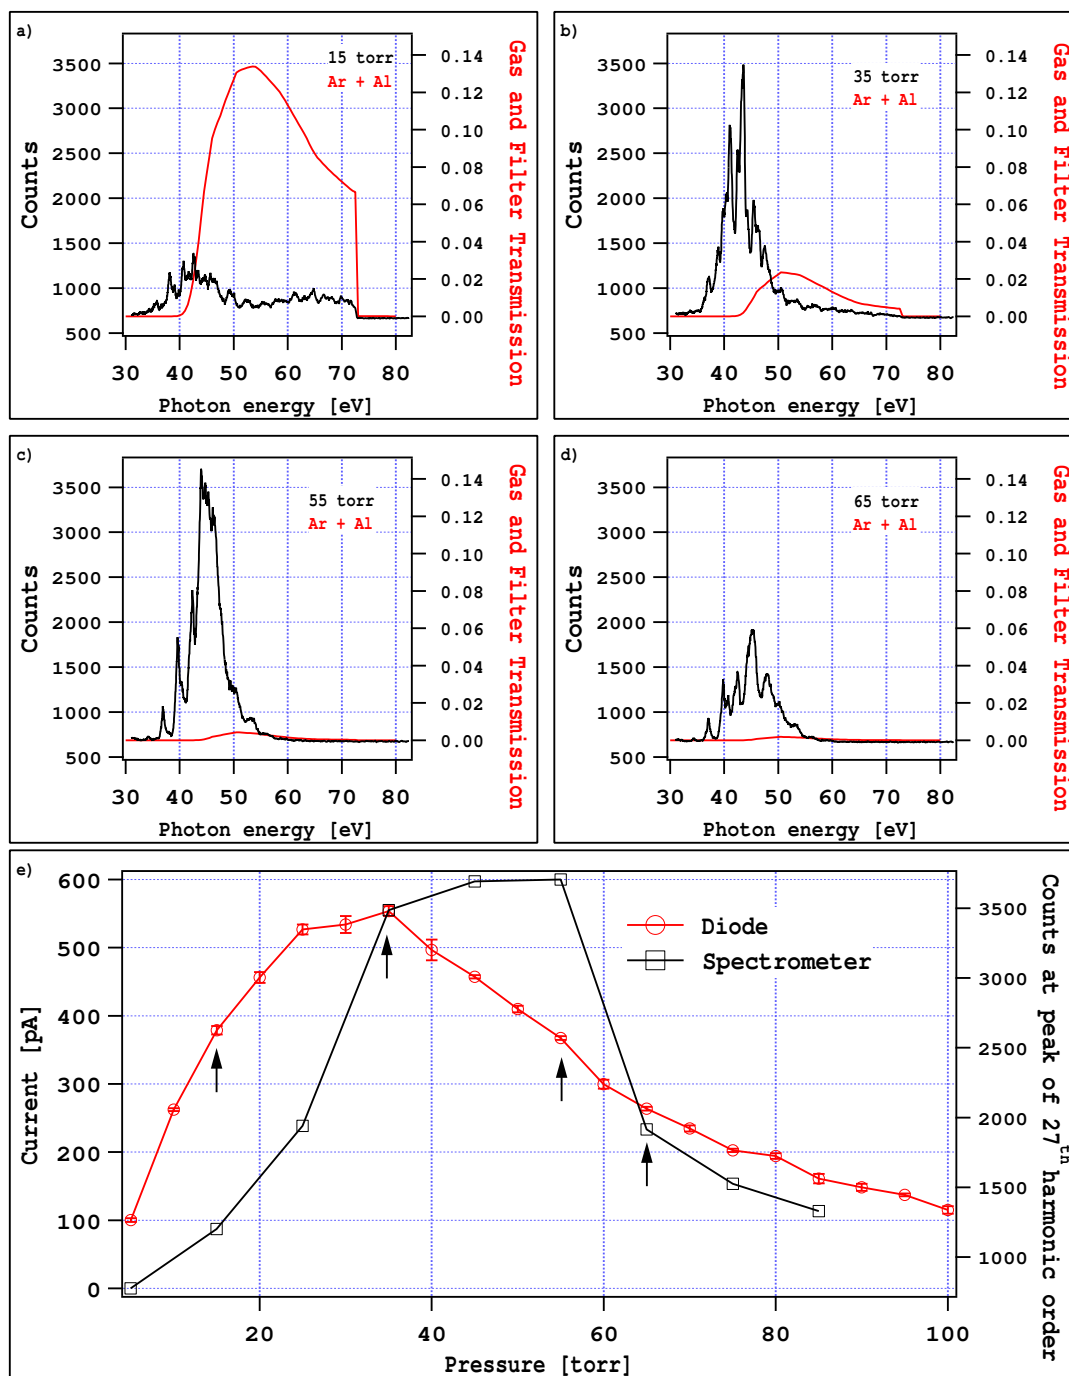 a)
15 torr
Ar + Al
Counts
3500
3000
2500
2000
1500
1000
500
0.14
0.12
0.10
0.08
0.06
0.04
0.02
0.00
Gas and Filter Transmission
30 40 50 60 70 80
Photon energy [eV]
b)
35 torr
Ar + Al
Counts
3500
3000
2500
2000
1500
1000
500
0.14
0.12
0.10
0.08
0.06
0.04
0.02
0.00
Gas and Filter Transmission
30 40 50 60 70 80
Photon energy [eV]
c)
55 torr
Ar + Al
Counts
3500
3000
2500
2000
1500
1000
500
0.14
0.12
0.10
0.08
0.06
0.04
0.02
0.00
Gas and Filter Transmission
30 40 50 60 70 80
Photon energy [eV]
d)
65 torr
Ar + Al
Counts
3500
3000
2500
2000
1500
1000
500
0.14
0.12
0.10
0.08
0.06
0.04
0.02
0.00
Gas and Filter Transmission
30 40 50 60 70 80
Photon energy [eV]
e)
Diode
Spectrometer
Current [pA]
600
500
400
300
200
100
0
3500
3000
2500
2000
1500
1000
Counts at peak of 27th harmonic order
20 40 60 80 100
Pressure [torr]